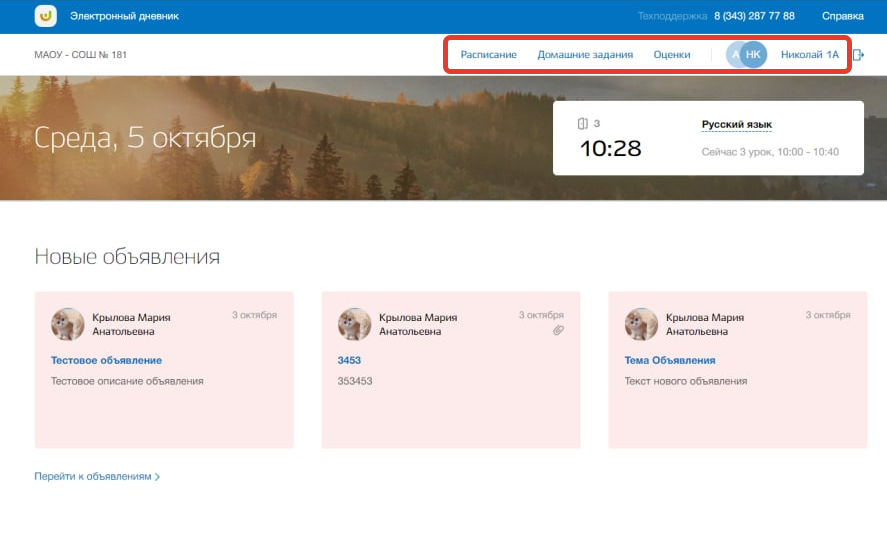 Электронный дневник
Техподдержка 8 (343) 287 77 88 Справка
МАОУ - СОШ № 181
Расписание Домашние задания Оценки А НК Николай 1А
Среда, 5 октября
3
10:28
Русский язык
Сейчас 3 урок, 10:00 - 10:40
Новые объявления
Крылова Мария
Анатольевна
3 октября
Тестовое объявление
Тестовое описание объявления
Крылова Мария
Анатольевна
3 октября
3453
353453
Крылова Мария
Анатольевна
3 октября
Тема Объявления
Текст нового объявления
Перейти к объявлениям